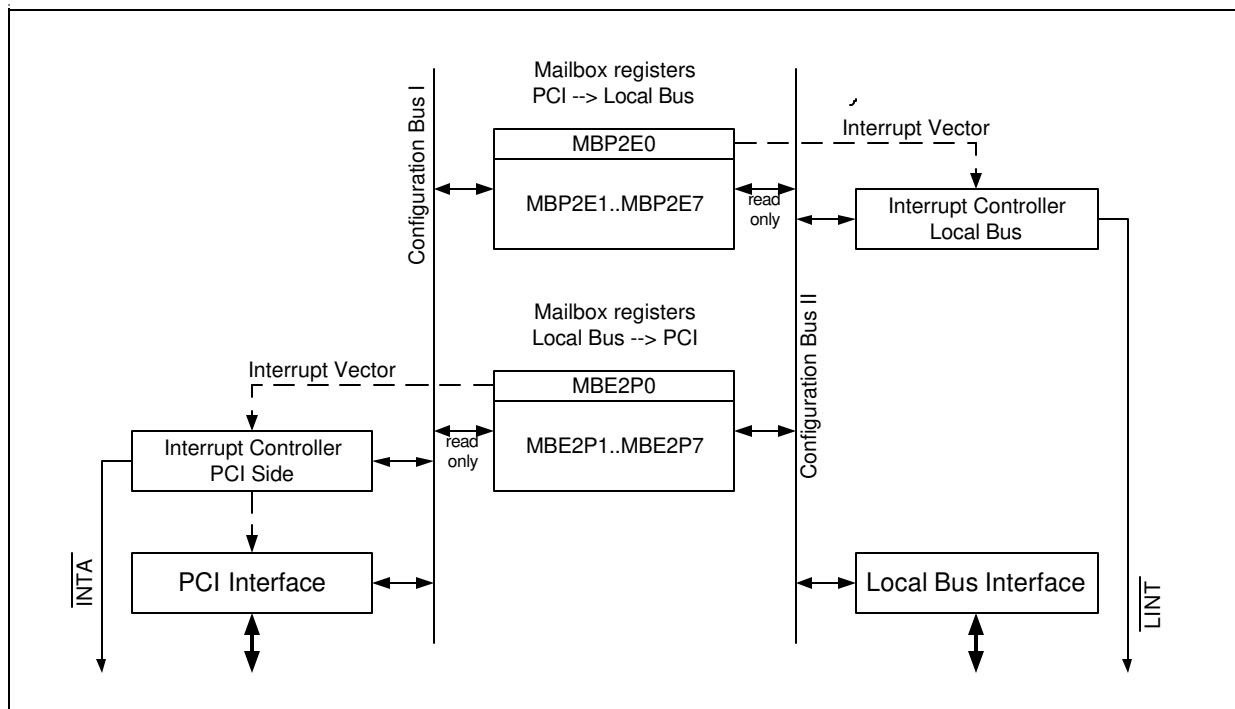 Mailbox registers
PCI --> Local Bus
Configuration Bus I
MBP2E0
Interrupt Vector
MBP2E1..MBP2E7
read
only
Interrupt Controller
Local Bus
Mailbox registers
Local Bus --> PCI
Configuration Bus II
Interrupt Vector
MBE2P0
MBE2P1..MBE2P7
read
only
Interrupt Controller
PCI Side
INTA
PCI Interface
Local Bus Interface
LINT